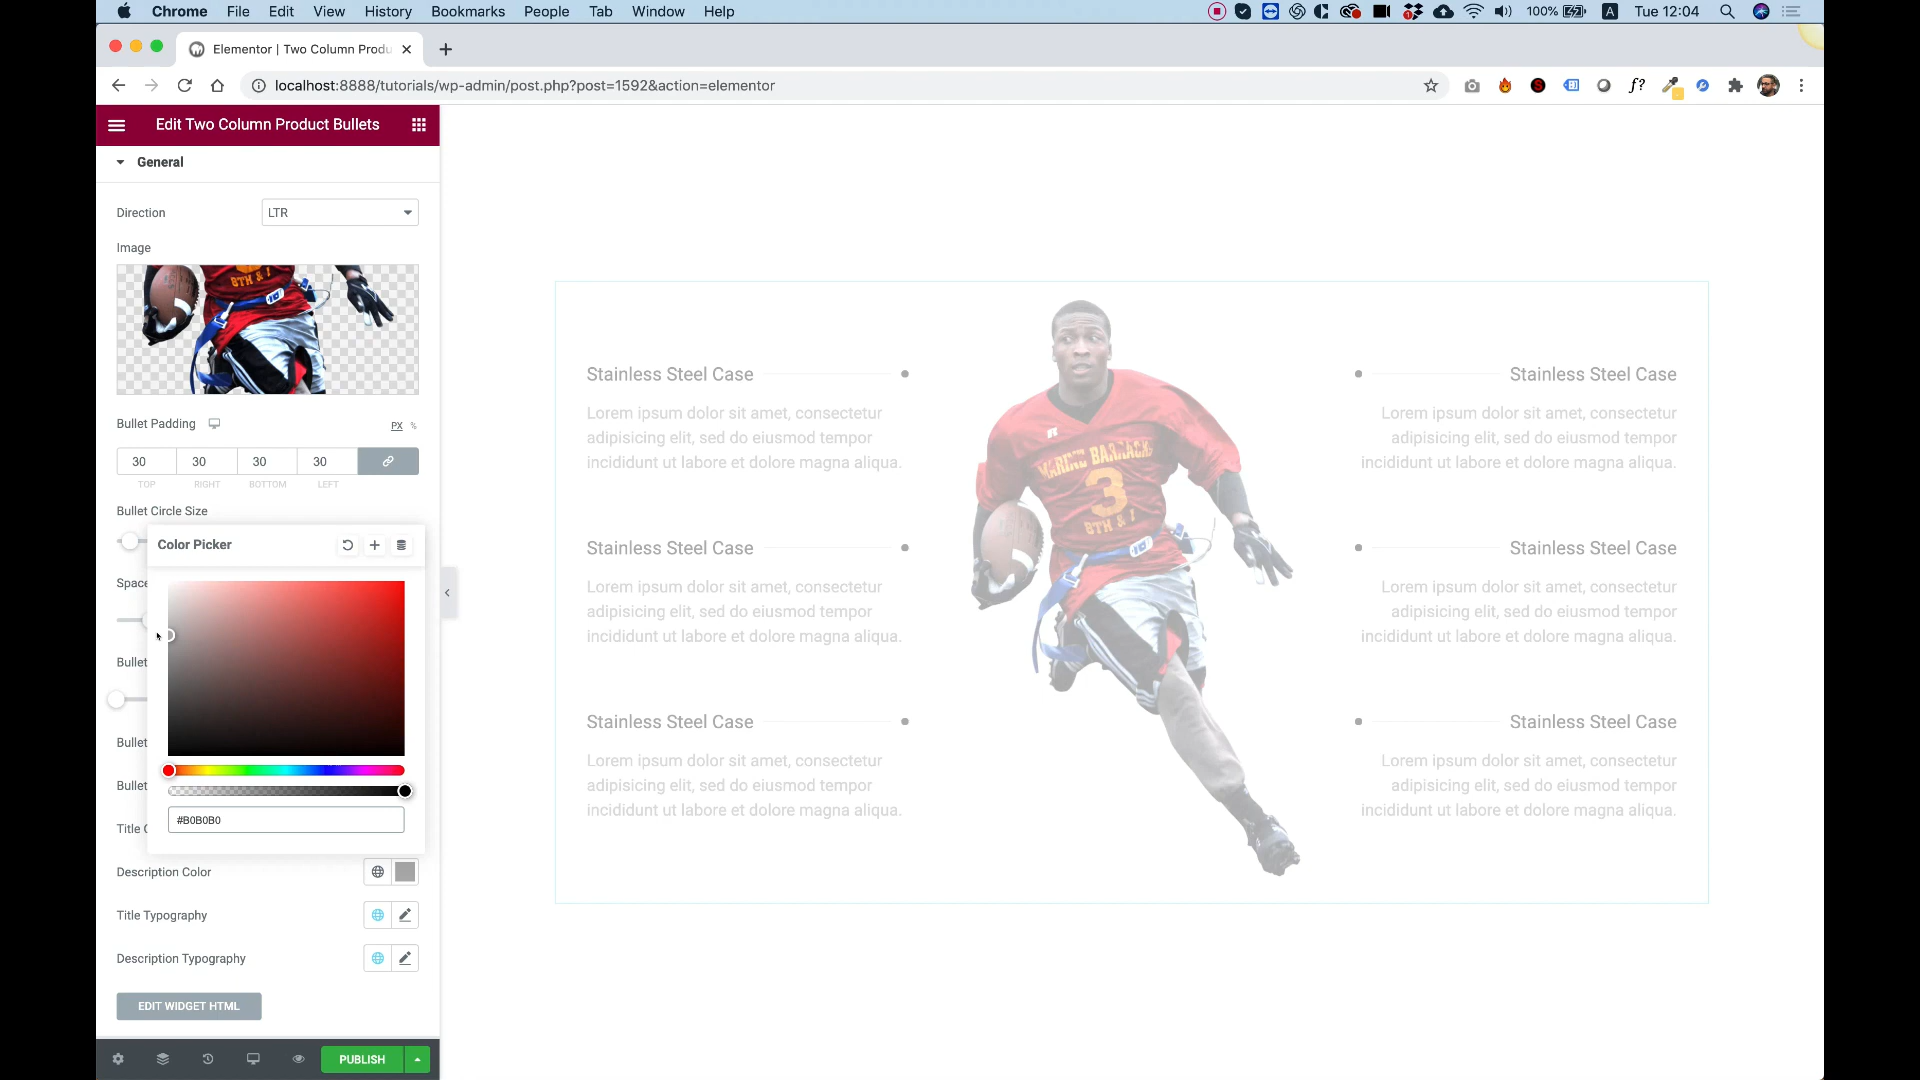 Chrome File Edit View History Bookmarks People Tab Window Help
100% A Tue 12:04
Elementor | Two Column Produ
localhost:8888/tutorials/wp-admin/post.php?post=1592&action=elementor
f?
Edit Two Column Product Bullets
General
Direction LTR
Image
8TH & I
Bullet Padding PX %
30 30 30 30
TOP RIGHT BOTTOM LEFT
Bullet Circle Size
Color Picker
Space
Bullet
Bullet
Bullet
#B0B0B0
Title C
Description Color
Title Typography
Description Typography
EDIT WIDGET HTML
PUBLISH
Stainless Steel Case
Lorem ipsum dolor sit amet, consectetur
adipisicing elit, sed do eiusmod tempor
incididunt ut labore et dolore magna aliqua.
Stainless Steel Case
Lorem ipsum dolor sit amet, consectetur
adipisicing elit, sed do eiusmod tempor
incididunt ut labore et dolore magna aliqua.
Stainless Steel Case
Lorem ipsum dolor sit amet, consectetur
adipisicing elit, sed do eiusmod tempor
incididunt ut labore et dolore magna aliqua.
R
MARINE BARRACKS
3
8TH & I
Stainless Steel Case
Lorem ipsum dolor sit amet, consectetur
adipisicing elit, sed do eiusmod tempor
incididunt ut labore et dolore magna aliqua.
Stainless Steel Case
Lorem ipsum dolor sit amet, consectetur
adipisicing elit, sed do eiusmod tempor
incididunt ut labore et dolore magna aliqua.
Stainless Steel Case
Lorem ipsum dolor sit amet, consectetur
adipisicing elit, sed do eiusmod tempor
incididunt ut labore et dolore magna aliqua.